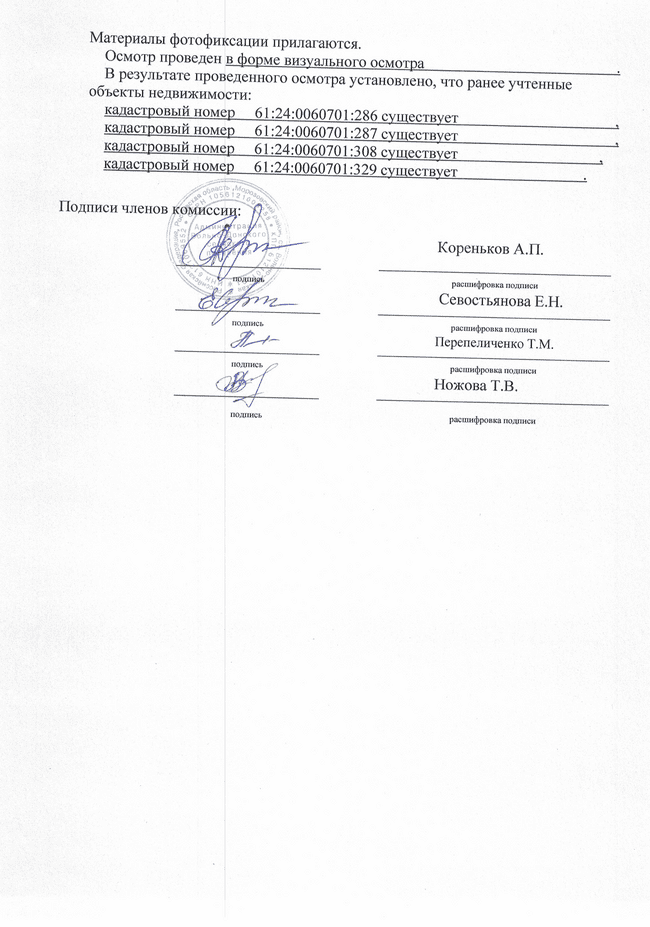 Материалы фотофиксации прилагаются.
Осмотр проведен в форме визуального осмотра.
В результате проведенного осмотра установлено, что ранее учтенные
объекты недвижимости:
кадастровый номер 61:24:0060701:286 существует,
кадастровый номер 61:24:0060701:287 существует,
кадастровый номер 61:24:0060701:308 существует,
кадастровый номер 61:24:0060701:329 существует.
Подписи членов комиссии:
Администрация
Кореньков А.П.
подпись
расшифровка подписи
Севостьянова Е.Н.
подпись
расшифровка подписи
Перепеличенко Т.М.
подпись
расшифровка подписи
Ножова Т.В.
подпись
расшифровка подписи